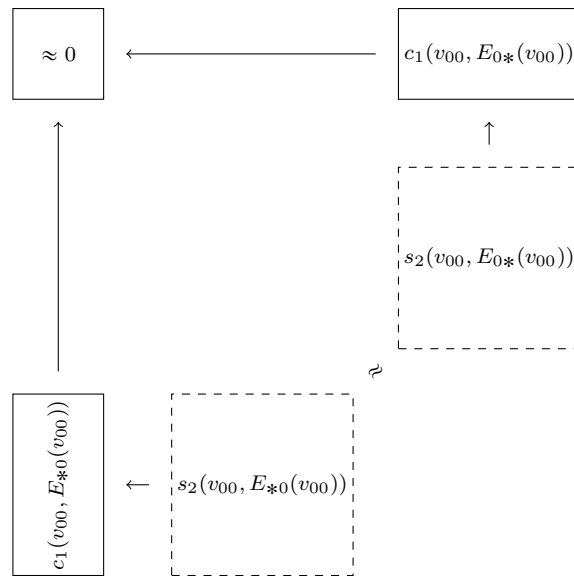 ≈ 0
c₁(v₀₀, E₀∗(v₀₀))
s₂(v₀₀, E₀∗(v₀₀))
≈
c₁(v₀₀, E∗₀(v₀₀))
s₂(v₀₀, E∗₀(v₀₀))